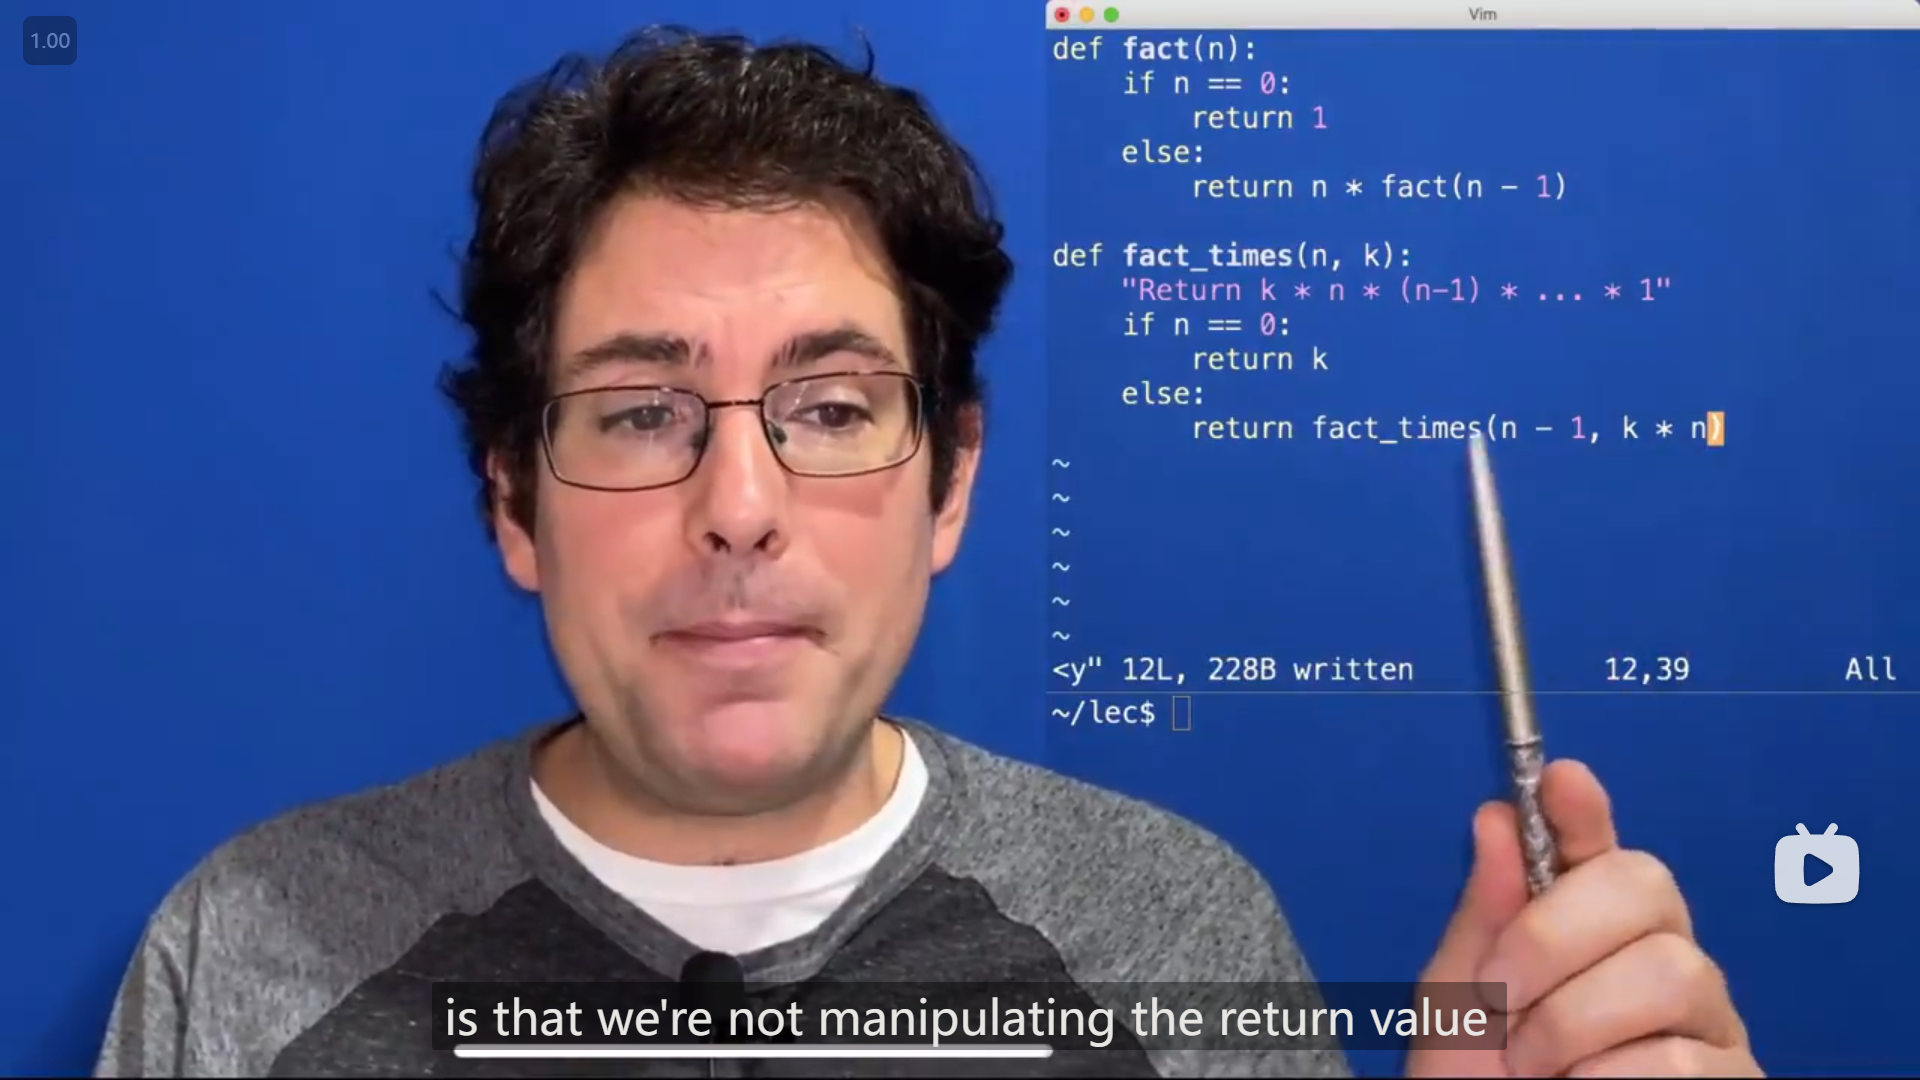 1.00
Vim
def fact(n):
    if n == 0:
        return 1
    else:
        return n * fact(n - 1)
def fact_times(n, k):
    "Return k * n * (n-1) * ... * 1"
    if n == 0:
        return k
    else:
        return fact_times(n - 1, k * n)
~
~
~
~
~
~
<y" 12L, 228B written 12,39 All
~/lec$
is that we're not manipulating the return value